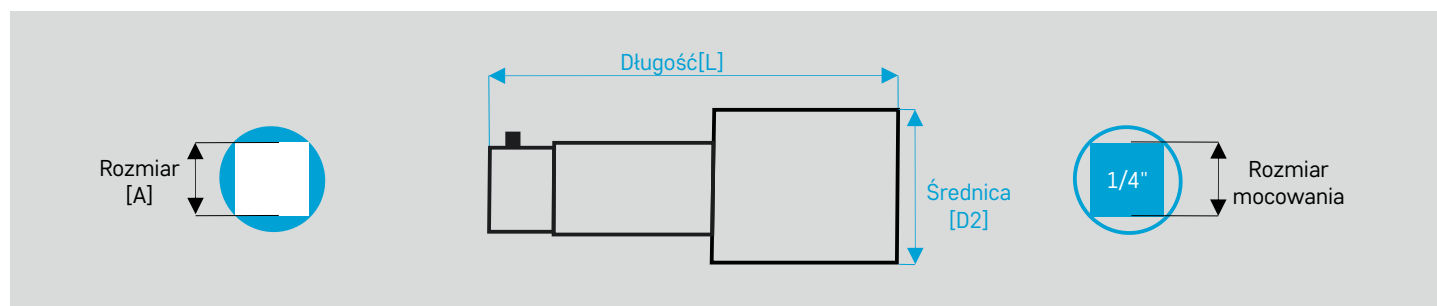 Długość[L]
Rozmiar
[A]
Średnica
[D2]
1/4"
Rozmiar
mocowania